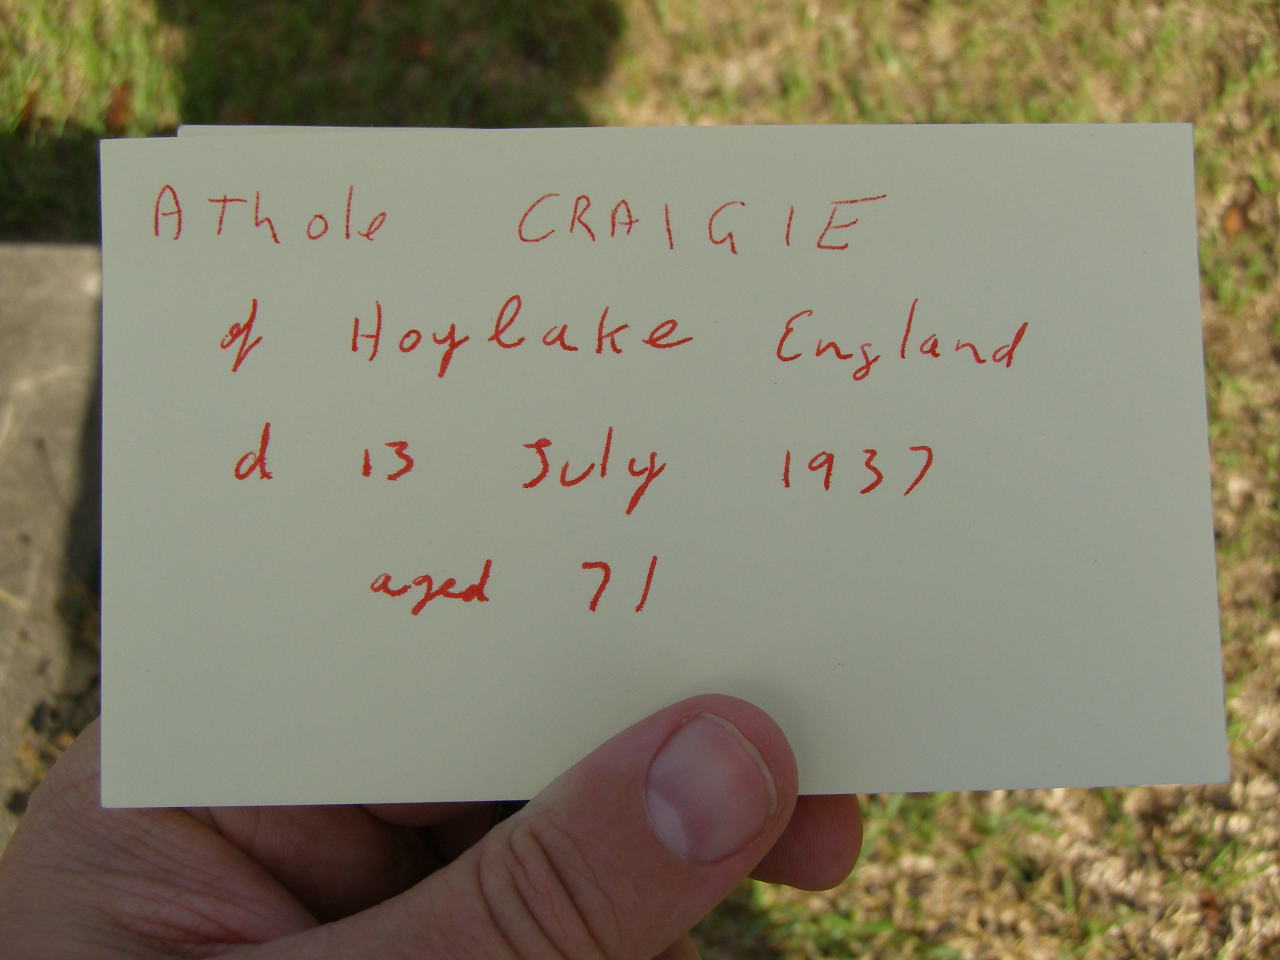 Athole CRAIGIE
of Hoylake England
d 13 July 1937
aged 71